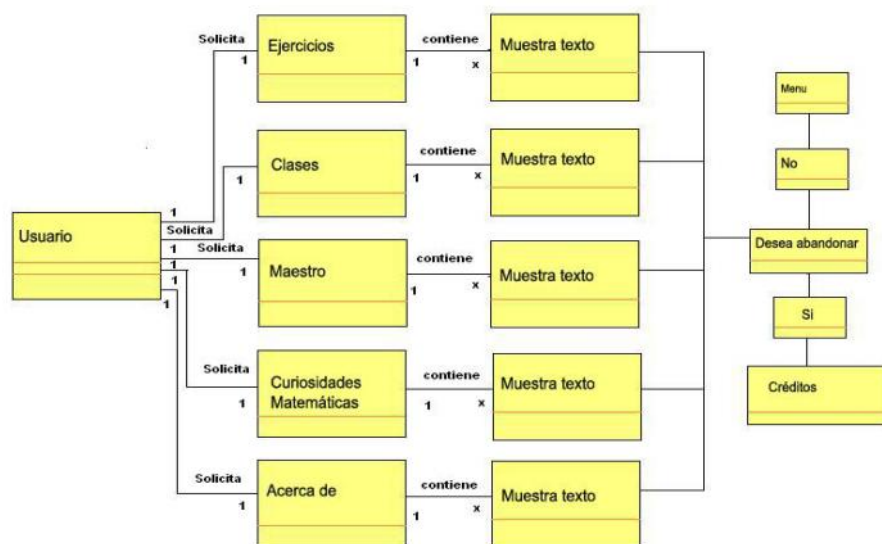 Solicita
1
Ejercicios
contiene
1
x
Muestra texto
Menu
Clases
contiene
1
1
x
Muestra texto
No
Usuario
1
Solicita
1
Solicita
1
Maestro
contiene
1
x
Muestra texto
Desea abandonar
1
1
1
Si
Solicita
1
Curiosidades
Matemáticas
contiene
1
x
Muestra texto
Créditos
Solicita
1
Acerca de
contiene
1
x
Muestra texto